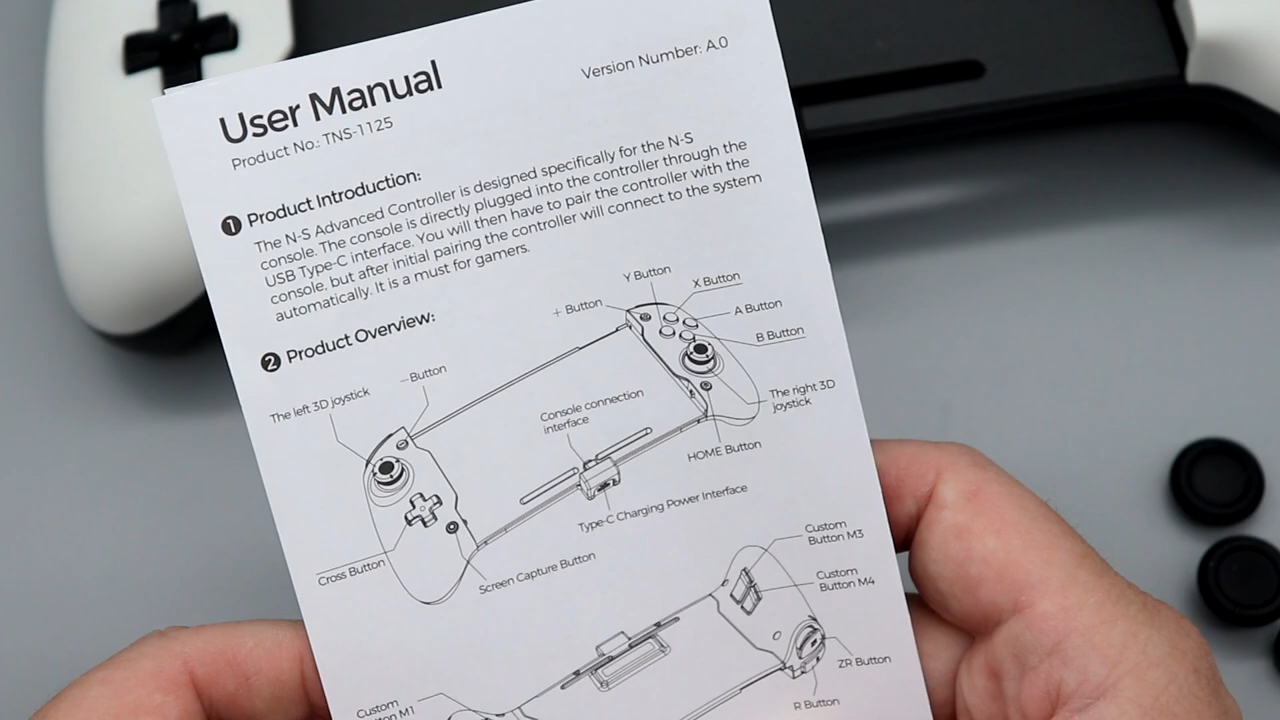 User Manual
Version Number: A.0
Product No.: TNS-1125
1 Product Introduction:
The N-S Advanced Controller is designed specifically for the N-S
console. The console is directly plugged into the controller through the
USB Type-C interface. You will then have to pair the controller with the
console, but after initial pairing the controller will connect to the system
automatically. It is a must for gamers.
2 Product Overview:
Y Button
X Button
+ Button
A Button
B Button
The left 3D joystick
—Button
Console connection
interface
The right 3D
joystick
HOME Button
Type-C Charging Power Interface
Cross Button
Screen Capture Button
Custom
Button M3
Custom
Button M4
ZR Button
R Button
Custom
Button M1